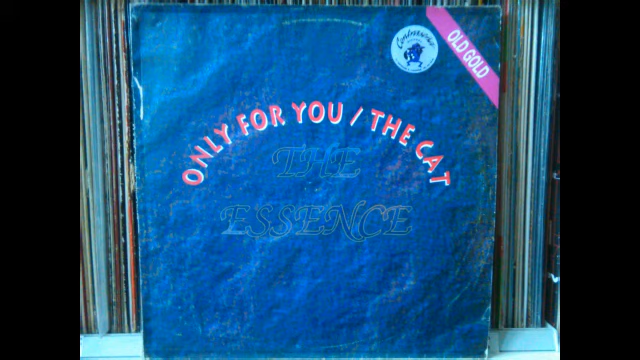 OLD GOLD
ONLY FOR YOU / THE CAT
THE
ESSENCE